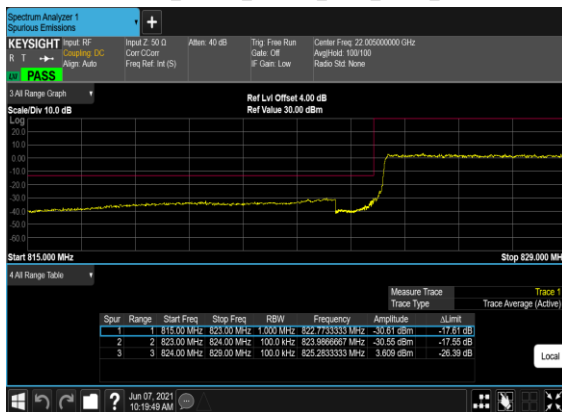 Spectrum Analyzer 1
Spurious Emissions
KEYSIGHT Input: RF Input Z: 50 Ω Atten: 40 dB Trig: Free Run Center Freq: 22.005000000 GHz
Coupling: DC Corr CCorr Gate: Off AvgHold: 100/100
R T Align: Auto Freq Ref: Int (S) IF Gain: Low Radio Std: None
PASS
3 All Range Graph
Ref Lvl Offset 4.00 dB
Scale/Div 10.0 dB Ref Value 30.00 dBm
Log
20.0
10.0
0.00
-10.0
-20.0
-30.0
-40.0
-50.0
-60.0
Start 815.000 MHz Stop 829.000 MH
4 All Range Table
Measure Trace Trace 1
Trace Type Trace Average (Active)
Spur Range Start Freq Stop Freq RBW Frequency Amplitude ΔLimit
1 1 815.00 MHz 823.00 MHz 1.000 MHz 822.7733333 MHz -30.61 dBm -17.61 dB
2 2 823.00 MHz 824.00 MHz 100.0 kHz 823.9866667 MHz -30.55 dBm -17.55 dB
3 3 824.00 MHz 829.00 MHz 100.0 kHz 825.2833333 MHz 3.609 dBm -26.39 dB
Local
Jun 07, 2021
10:19:49 AM